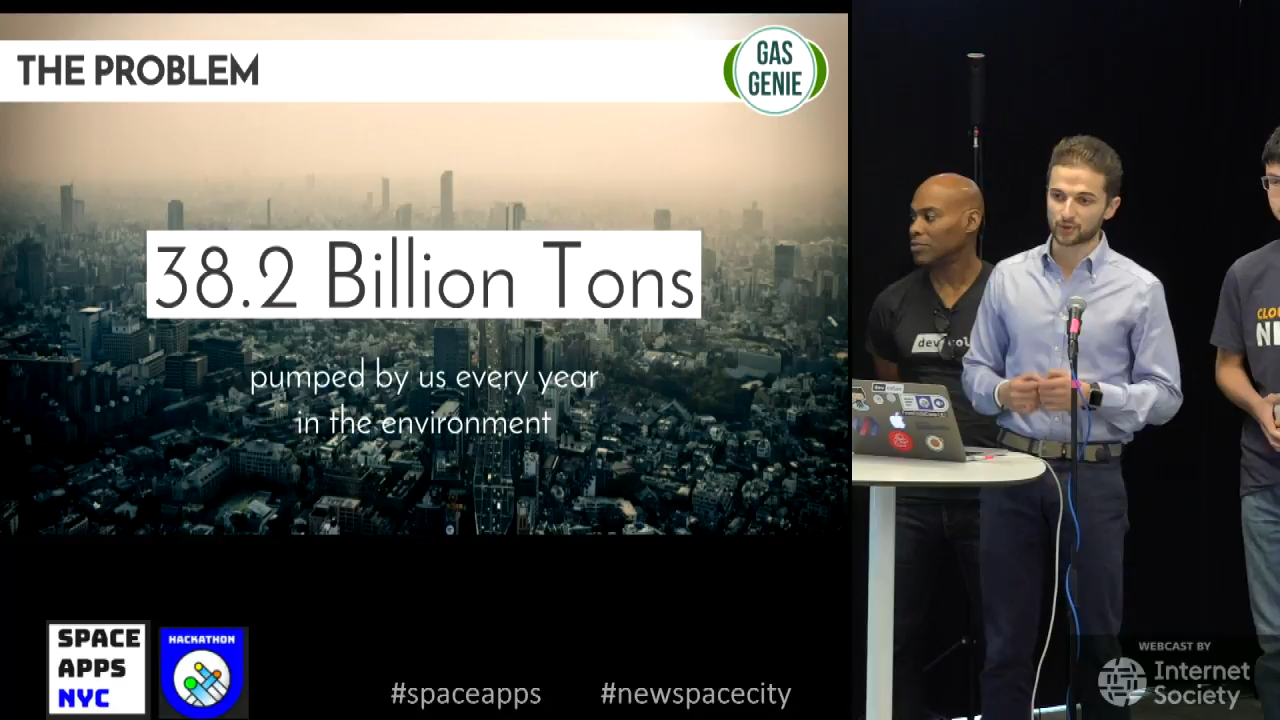 THE PROBLEM
GAS
GENIE
38.2 Billion Tons
pumped by us every year
in the environment
SPACE
APPS
NYC
HACKATHON
#spaceapps
#newspacecity
WEBCAST BY
Internet
Society